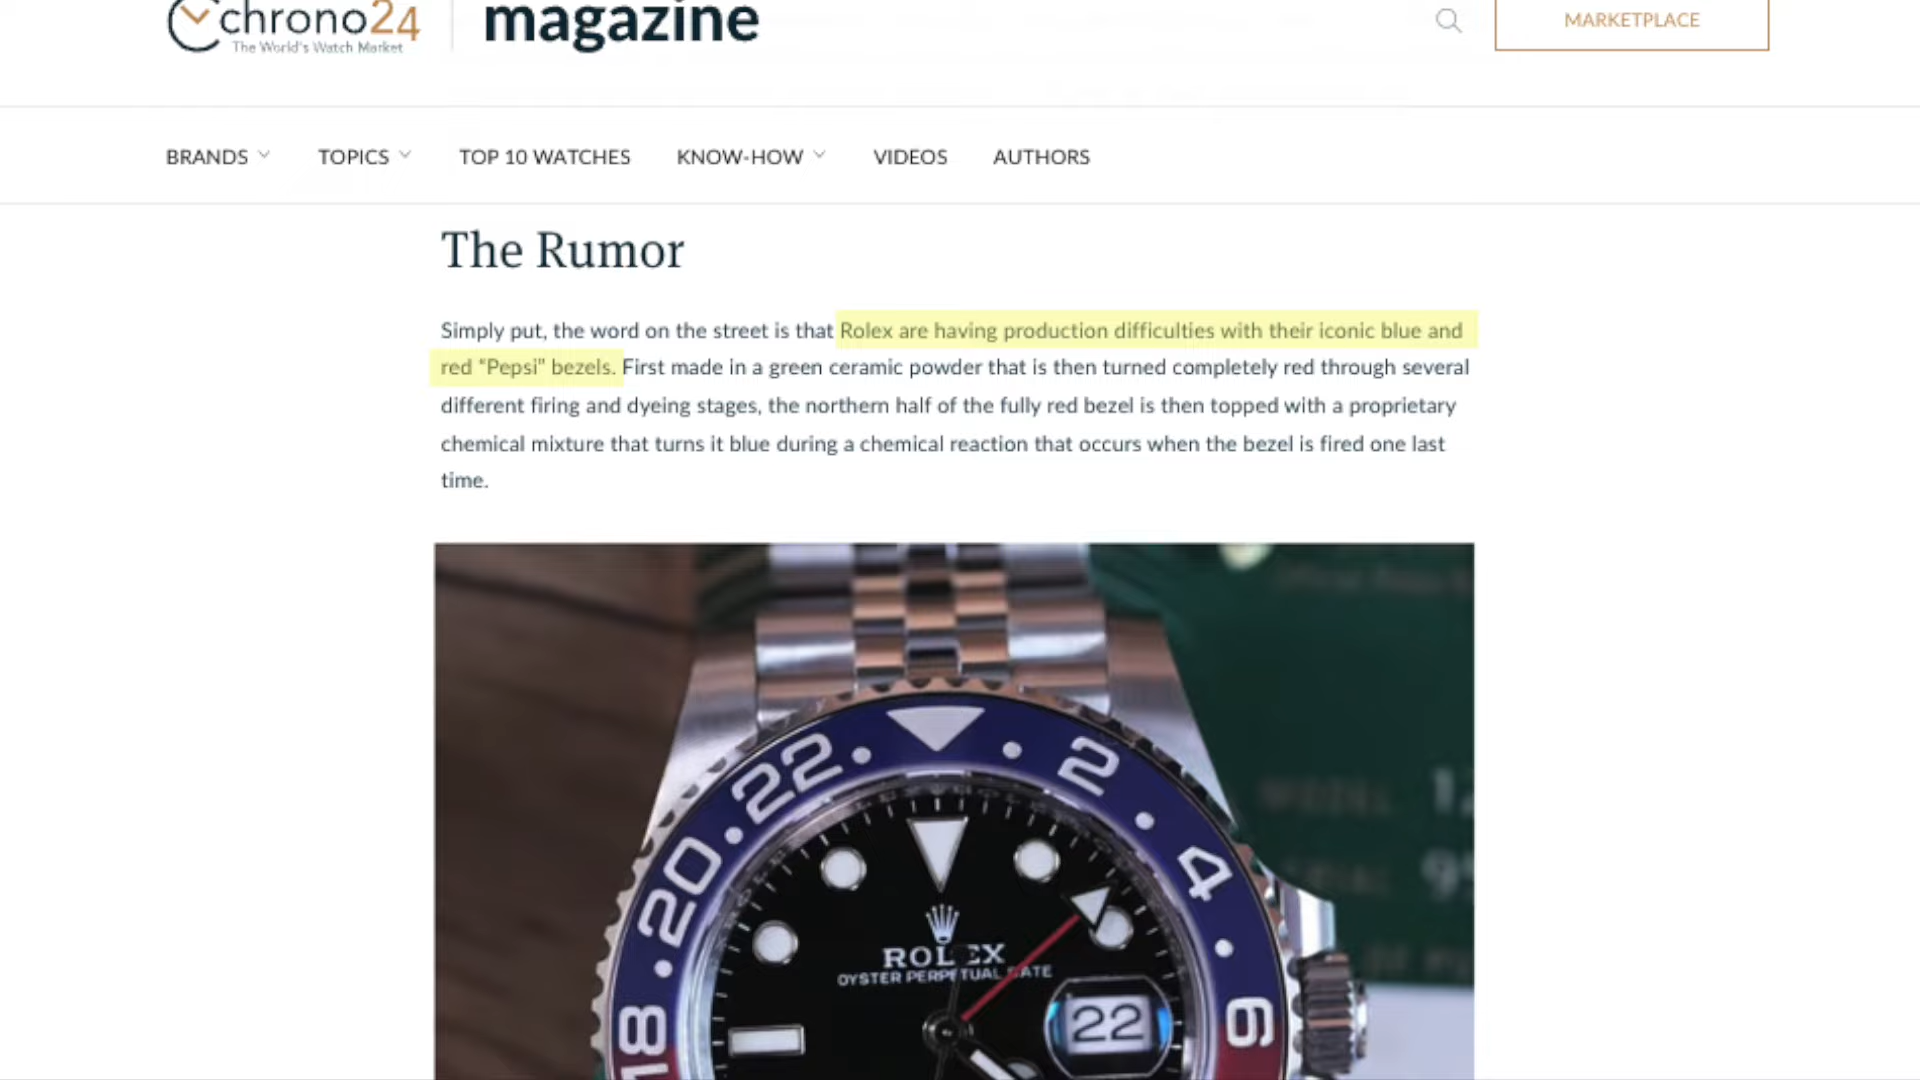 chrono24
The World's Watch Market
magazine
MARKETPLACE
BRANDS TOPICS TOP 10 WATCHES KNOW-HOW VIDEOS AUTHORS
The Rumor
Simply put, the word on the street is that Rolex are having production difficulties with their iconic blue and
red “Pepsi” bezels. First made in a green ceramic powder that is then turned completely red through several
different firing and dyeing stages, the northern half of the fully red bezel is then topped with a proprietary
chemical mixture that turns it blue during a chemical reaction that occurs when the bezel is fired one last
time.
18 20 22 2 4 6
ROLEX
OYSTER PERPETUAL DATE
22